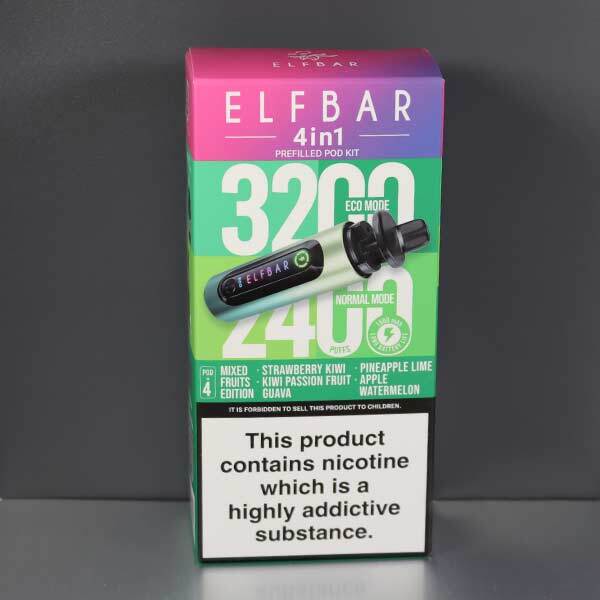 ELFBAR
ELFBAR
4in1
PREFILLED POD KIT
3200
ECO MODE
ELFBAR
NORMAL MODE
2400
PUFFS
POD
4
MIXED FRUITS EDITION
· STRAWBERRY KIWI
· PINEAPPLE LIME
· KIWI PASSION FRUIT GUAVA
· APPLE WATERMELON
IT IS FORBIDDEN TO SELL THIS PRODUCT TO CHILDREN.
This product
contains nicotine
which is a
highly addictive
substance.